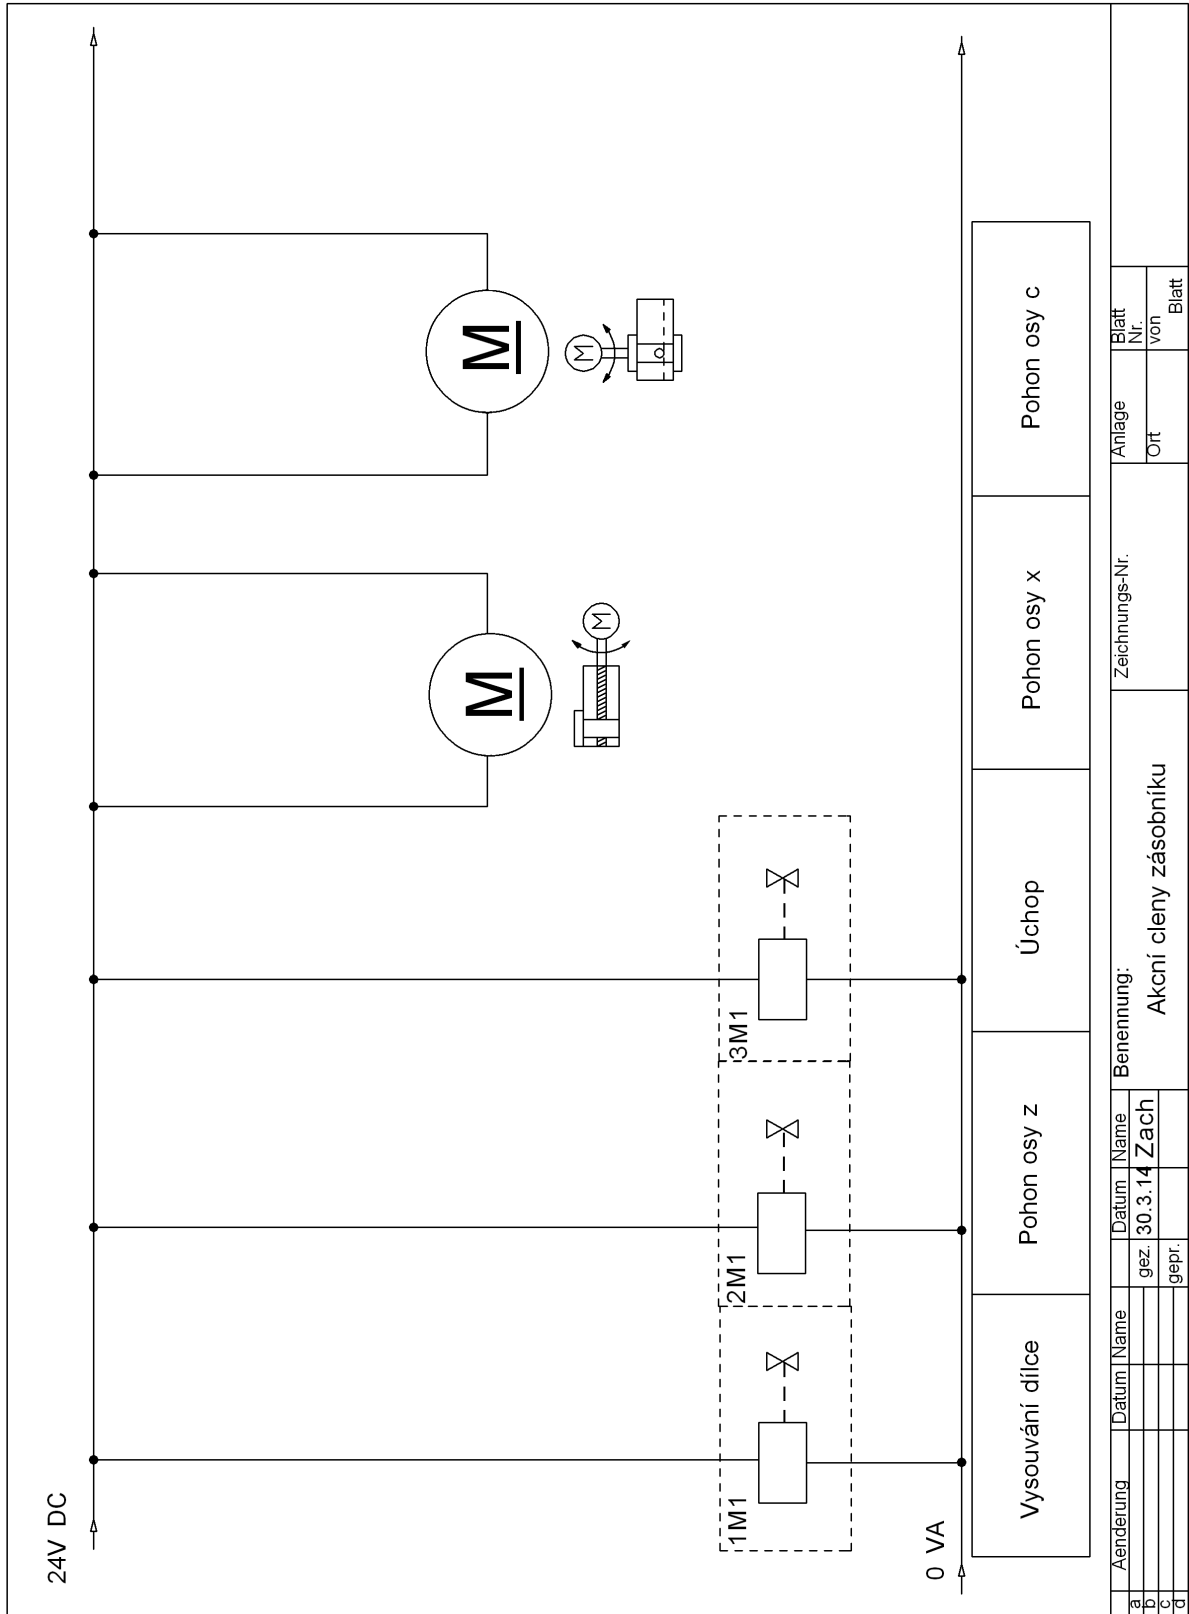 24V DC
M
M
M
M
1M1
2M1
3M1
0 VA
Vysouvání dílce
Pohon osy z
Úchop
Pohon osy x
Pohon osy c
Aenderung
Datum
Name
Datum
Name
Benennung:
Zeichnungs-Nr.
Anlage
Blatt
Nr.
a
b
c
d
gez.
30.3.14
Zach
gepr.
Akcní cleny zásobníku
Ort
von
Blatt